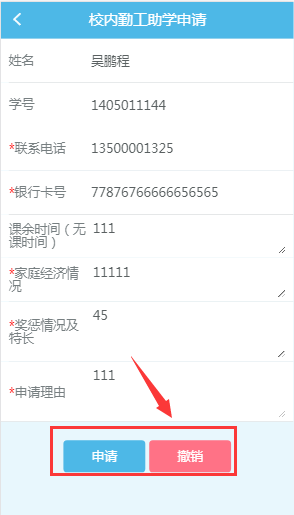 校内勤工助学申请
姓名 吴鹏程
学号 1405011144
*联系电话 13500001325
*银行卡号 77876766666656565
课余时间（无 111
课时间）
*家庭经济情 11111
况
*奖惩情况及 45
特长
*申请理由 111
申请 撤销